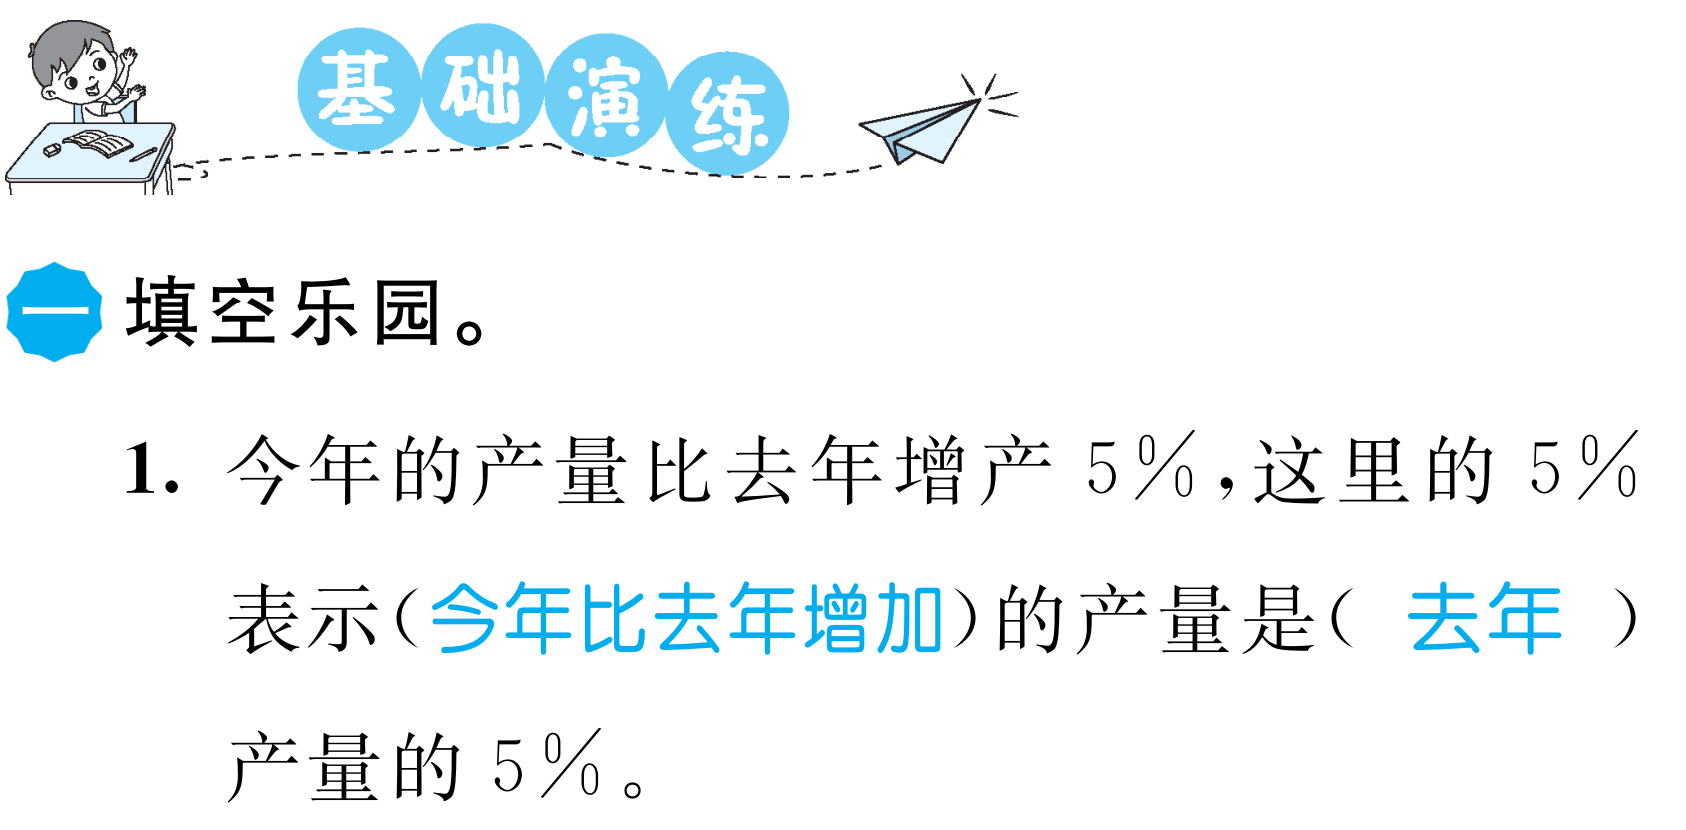 基础演练
一 填空乐园。
1. 今年的产量比去年增产 5%,这里的 5%
表示(今年比去年增加)的产量是( 去年 )
产量的 5%。